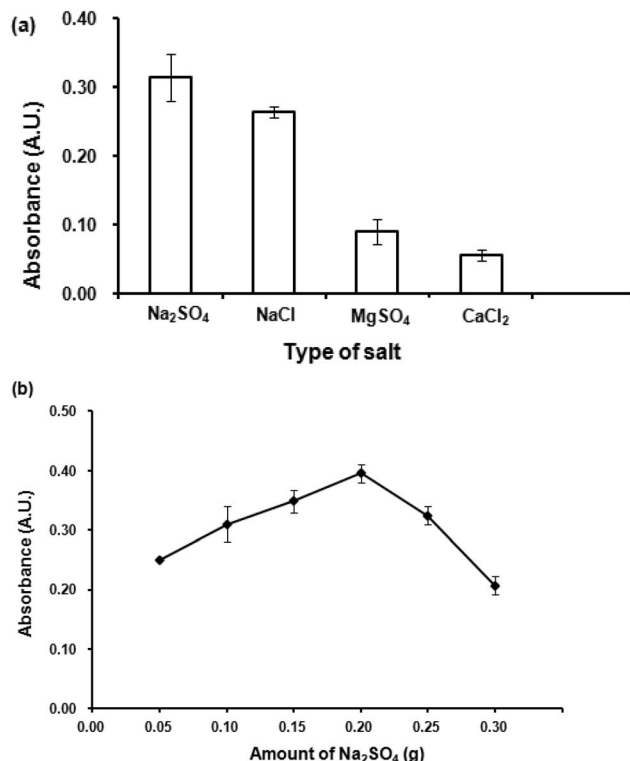 (a)
0.40
0.30
0.20
0.10
0.00
Absorbance (A.U.)
Na₂SO₄ NaCl MgSO₄ CaCl₂
Type of salt
(b)
0.50
0.40
0.30
0.20
0.10
0.00
Absorbance (A.U.)
0.00 0.05 0.10 0.15 0.20 0.25 0.30
Amount of Na₂SO₄ (g)